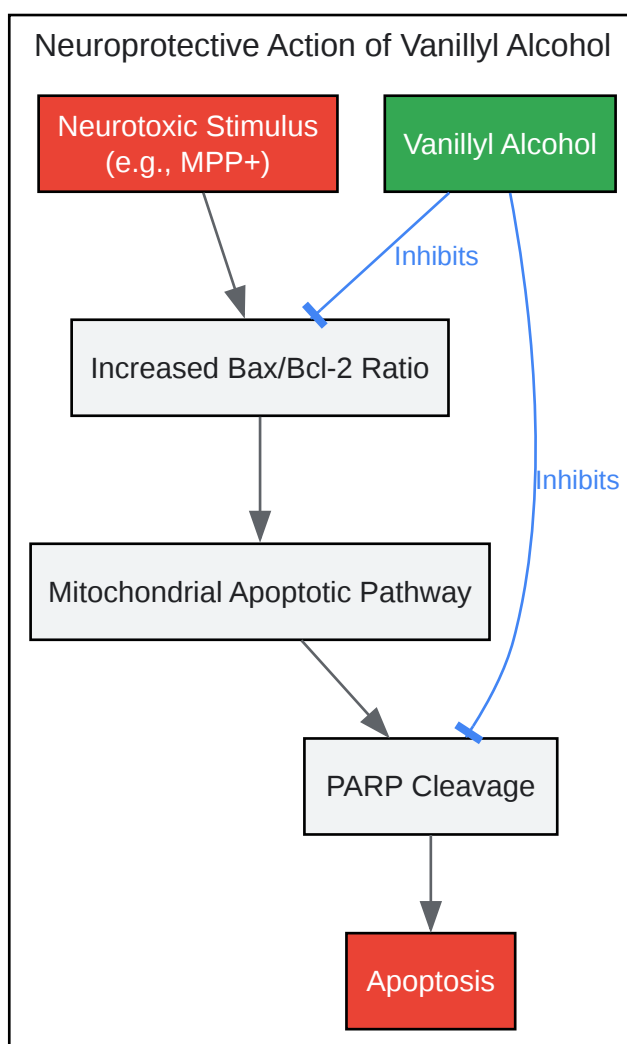 Neuroprotective Action of Vanillyl Alcohol
Neurotoxic Stimulus
(e.g., MPP+)
Vanillyl Alcohol
Inhibits
Increased Bax/Bcl-2 Ratio
Inhibits
Mitochondrial Apoptotic Pathway
PARP Cleavage
Apoptosis